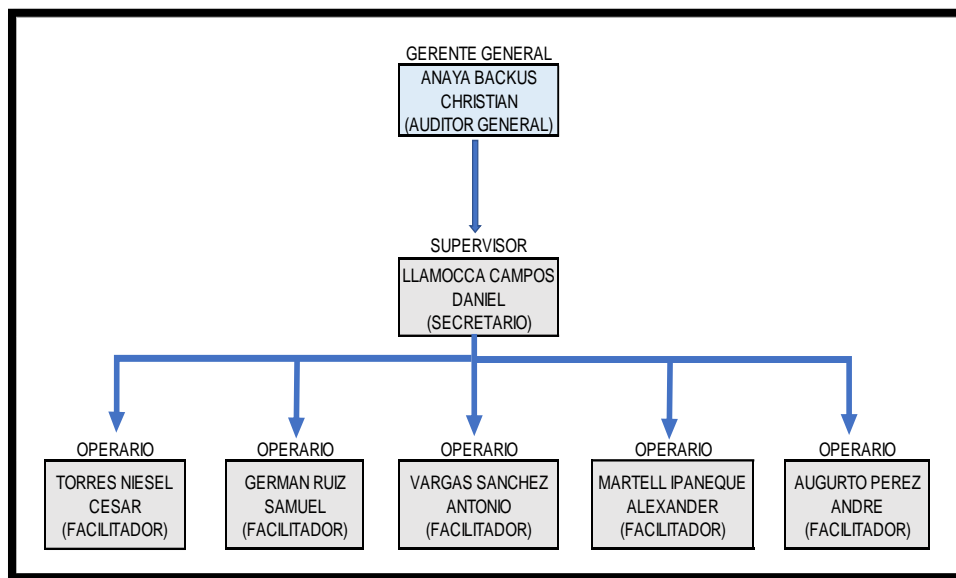 GERENTE GENERAL
ANAYA BACKUS
CHRISTIAN
(AUDITOR GENERAL)
SUPERVISOR
LLAMOCCA CAMPOS
DANIEL
(SECRETARIO)
OPERARIO
TORRES NIESEL
CESAR
(FACILITADOR)
OPERARIO
GERMAN RUIZ
SAMUEL
(FACILITADOR)
OPERARIO
VARGAS SANCHEZ
ANTONIO
(FACILITADOR)
OPERARIO
MARTELL IPANEQUE
ALEXANDER
(FACILITADOR)
OPERARIO
AUGURTO PEREZ
ANDRE
(FACILITADOR)